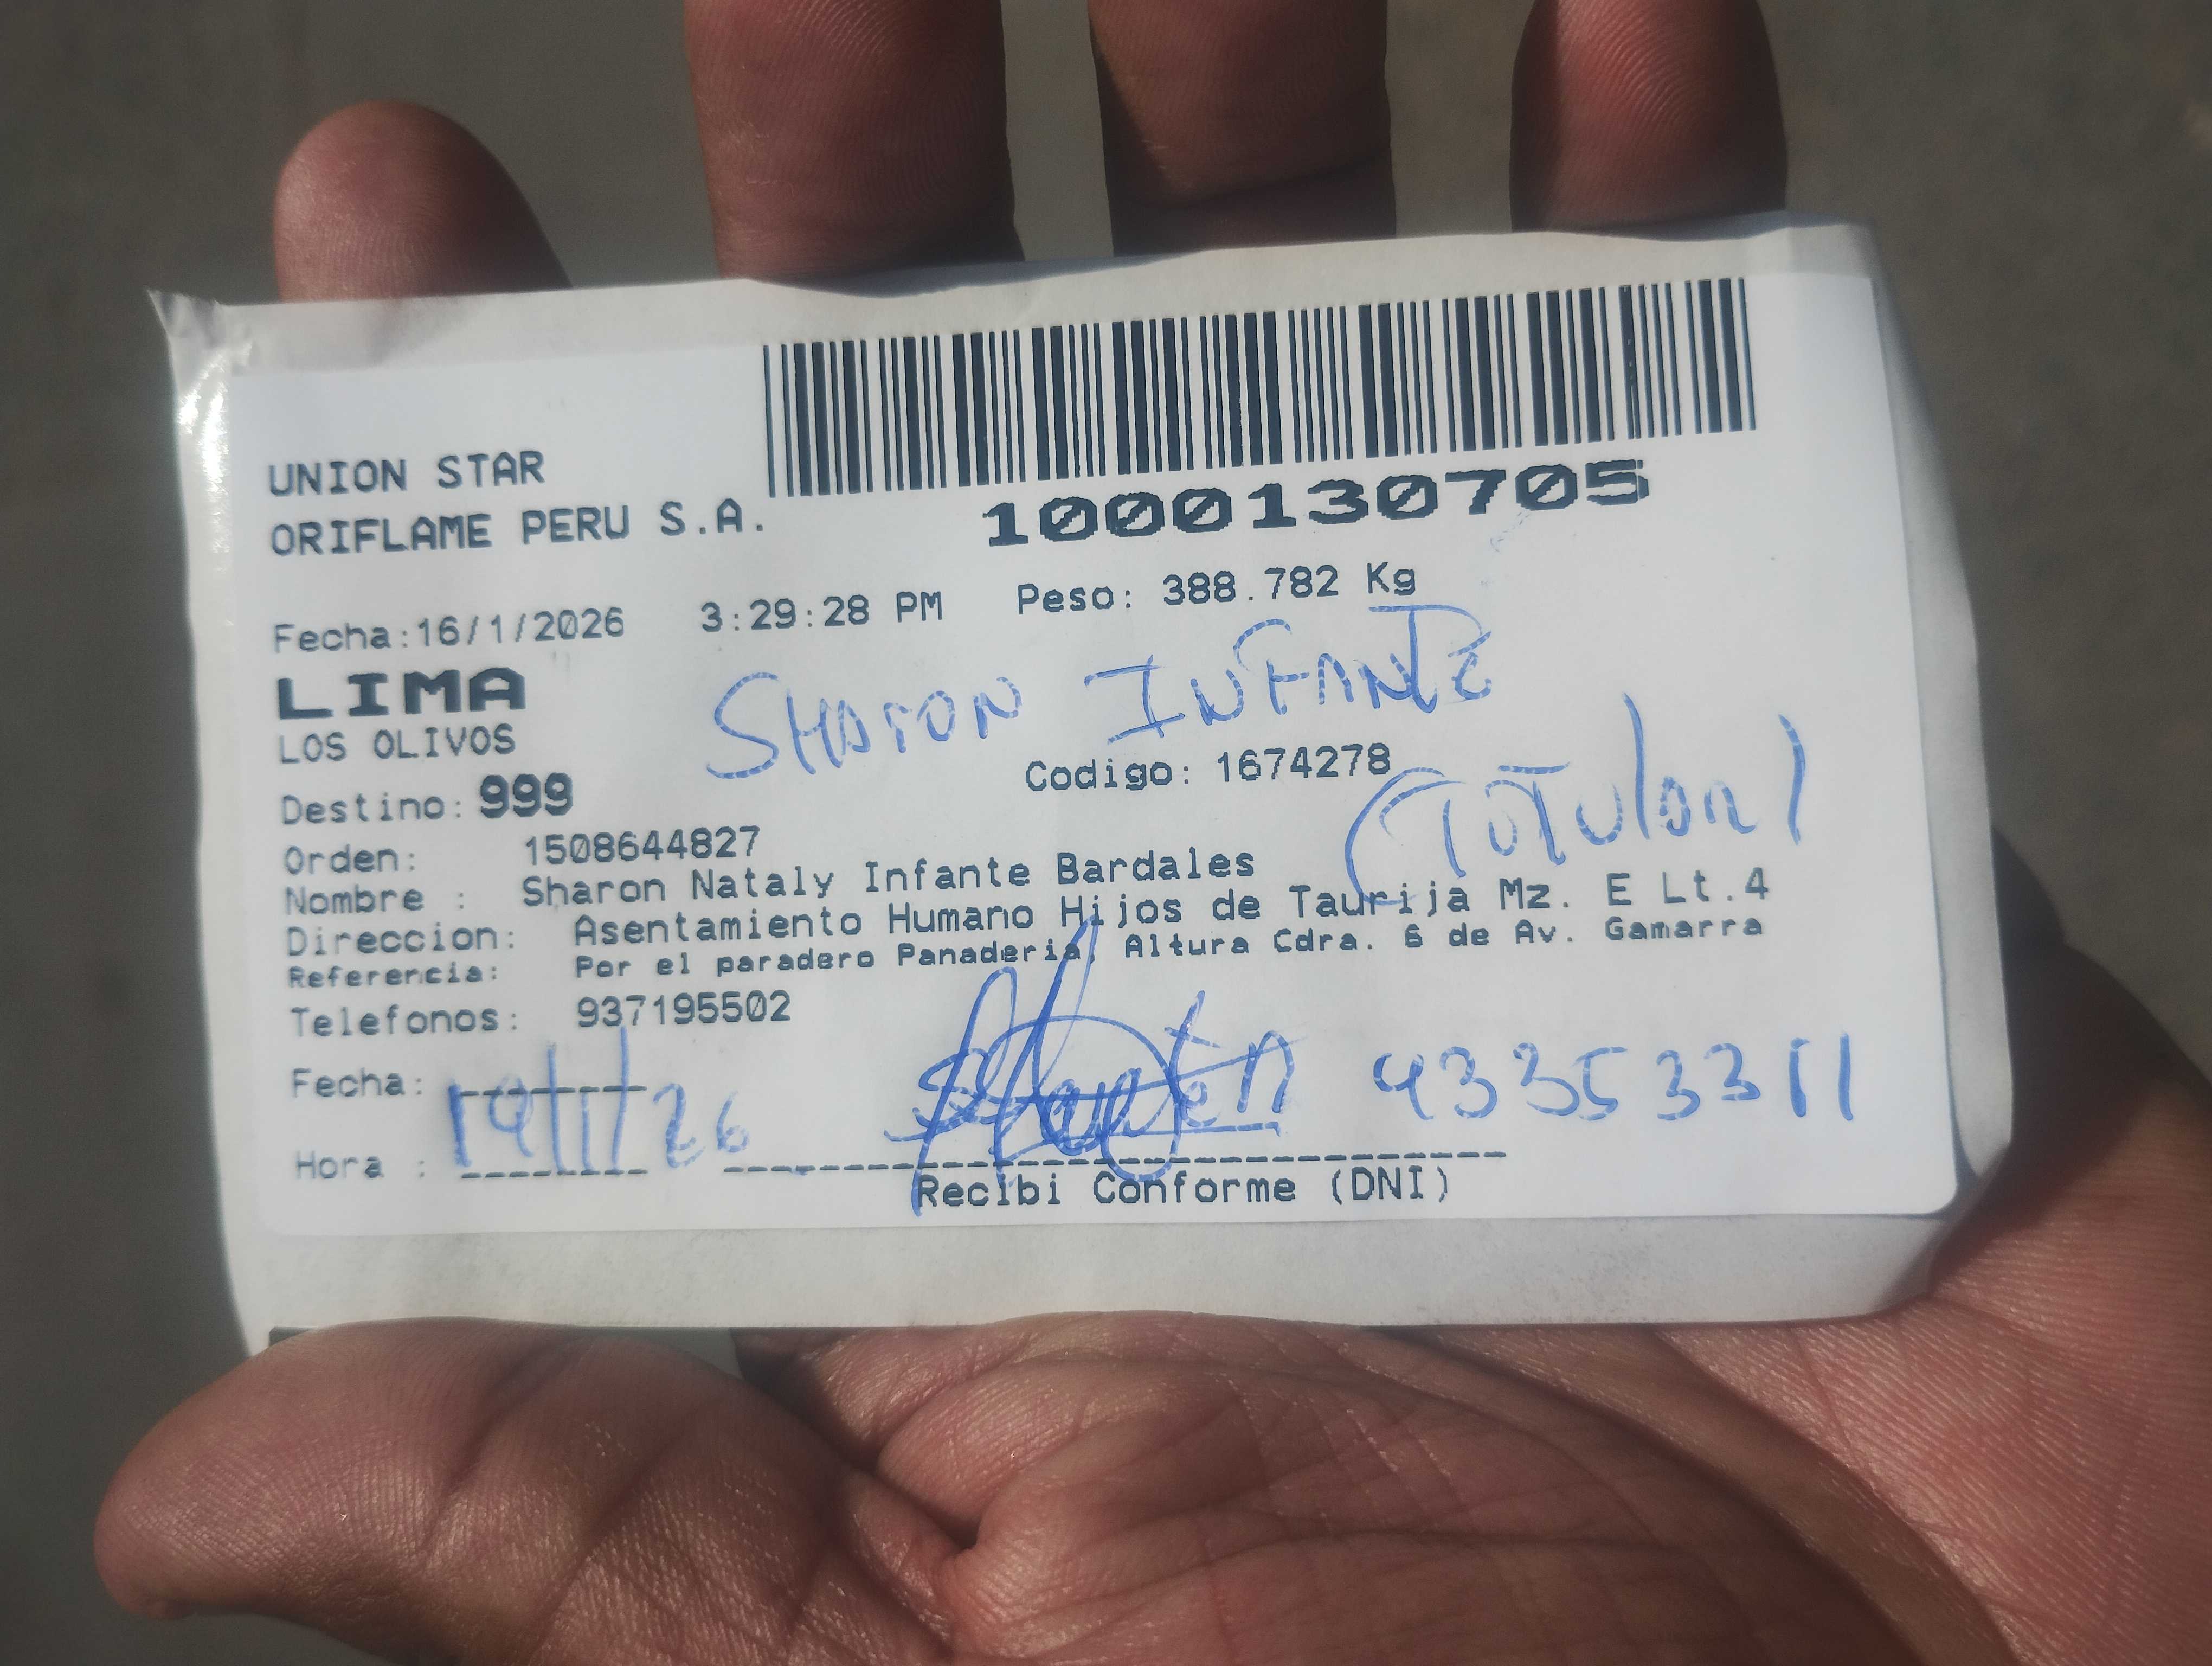 UNION STAR
ORIFLAME PERU S.A.
1000130705
Fecha:16/1/2026 3:29:28 PM Peso: 388.782 Kg
LIMA
SHARON INFANTE
LOS OLIVOS
Codigo: 1674278
(TITULAR)
Destino: 999
Orden: 1508644827
Nombre : Sharon Nataly Infante Bardales
Direccion: Asentamiento Humano Hijos de Taurija Mz. E Lt.4
Referencia: Por el paradero Panaderia, Altura Cdra. 6 de Av. Gamarra
Telefonos: 937195502
43353311
Fecha: 19/1/26
Hora :
Recibi Conforme (DNI)